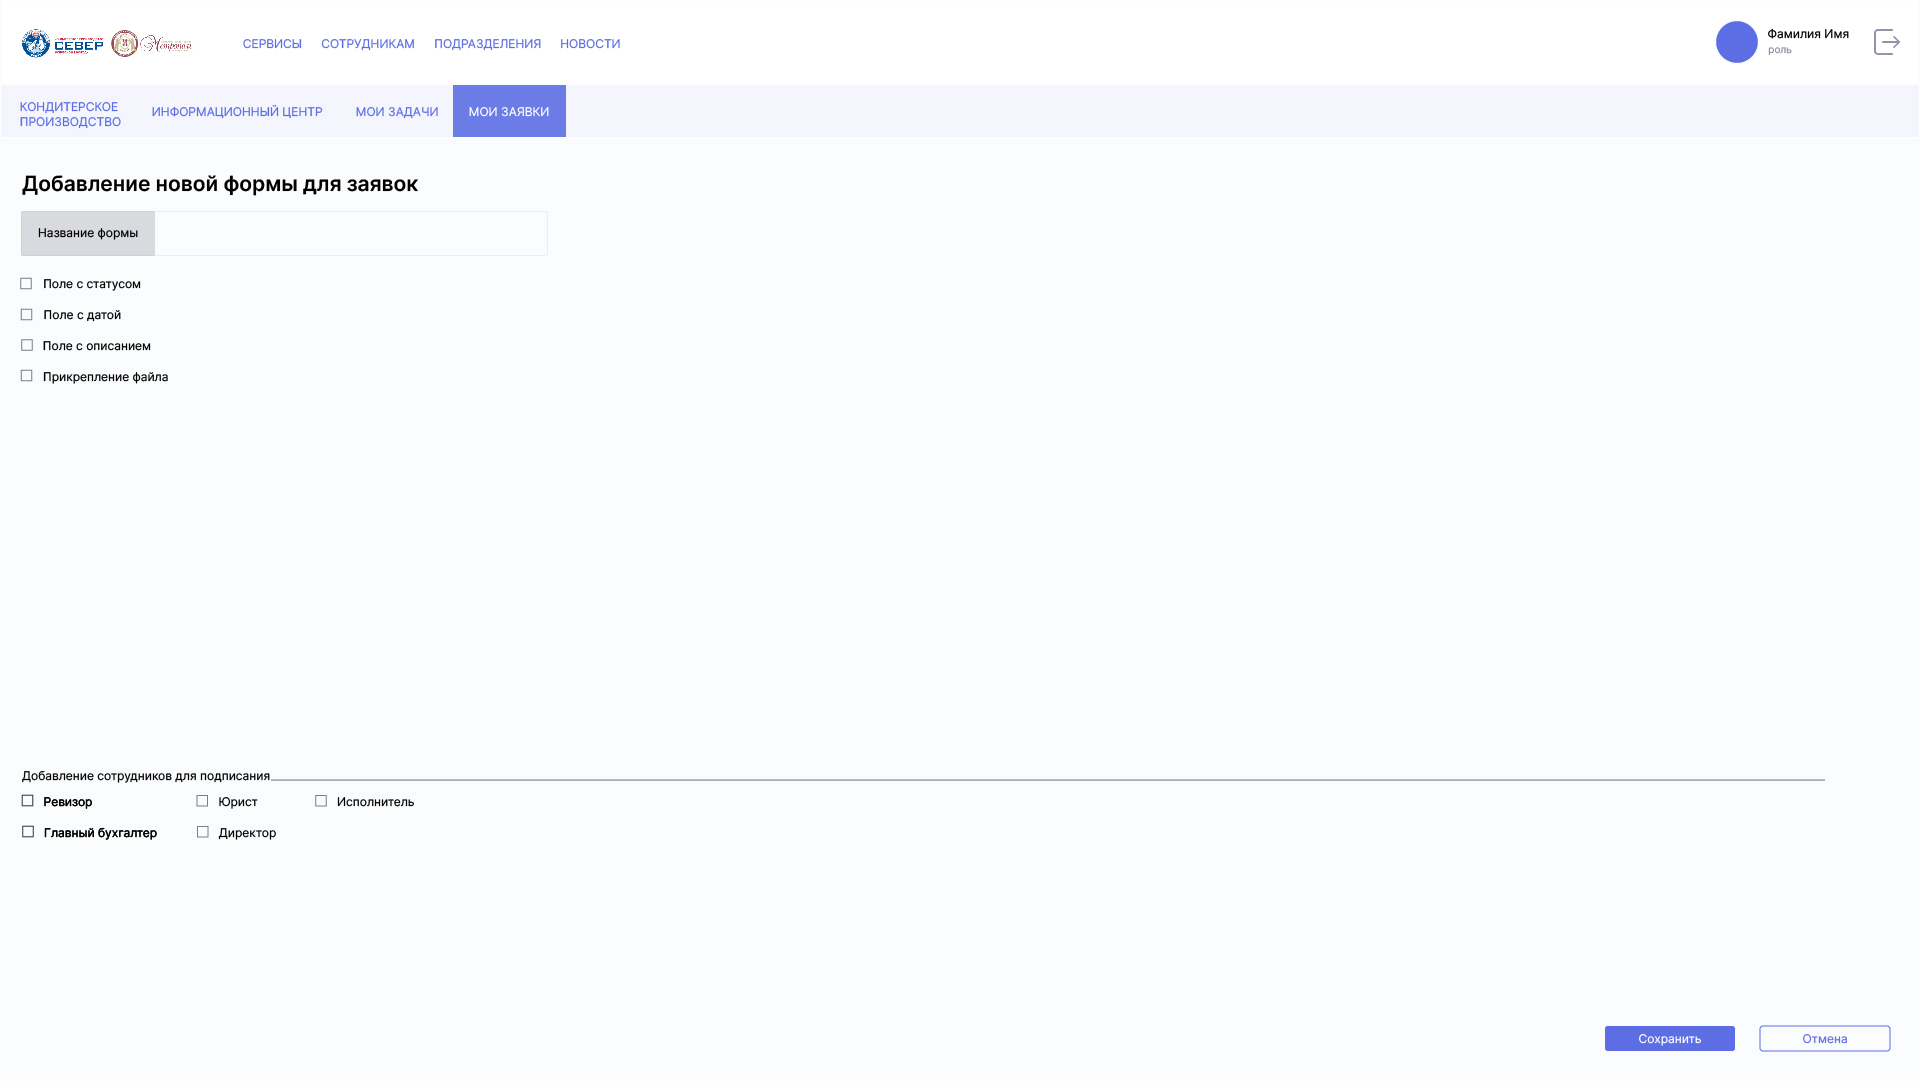 СЕВЕР
Метрополь
СЕРВИСЫ
СОТРУДНИКАМ
ПОДРАЗДЕЛЕНИЯ
НОВОСТИ
Фамилия Имя
роль
КОНДИТЕРСКОЕ
ПРОИЗВОДСТВО
ИНФОРМАЦИОННЫЙ ЦЕНТР
МОИ ЗАДАЧИ
МОИ ЗАЯВКИ
Добавление новой формы для заявок
Название формы
Поле с статусом
Поле с датой
Поле с описанием
Прикрепление файла
Добавление сотрудников для подписания
Ревизор
Юрист
Исполнитель
Главный бухгалтер
Директор
Сохранить
Отмена